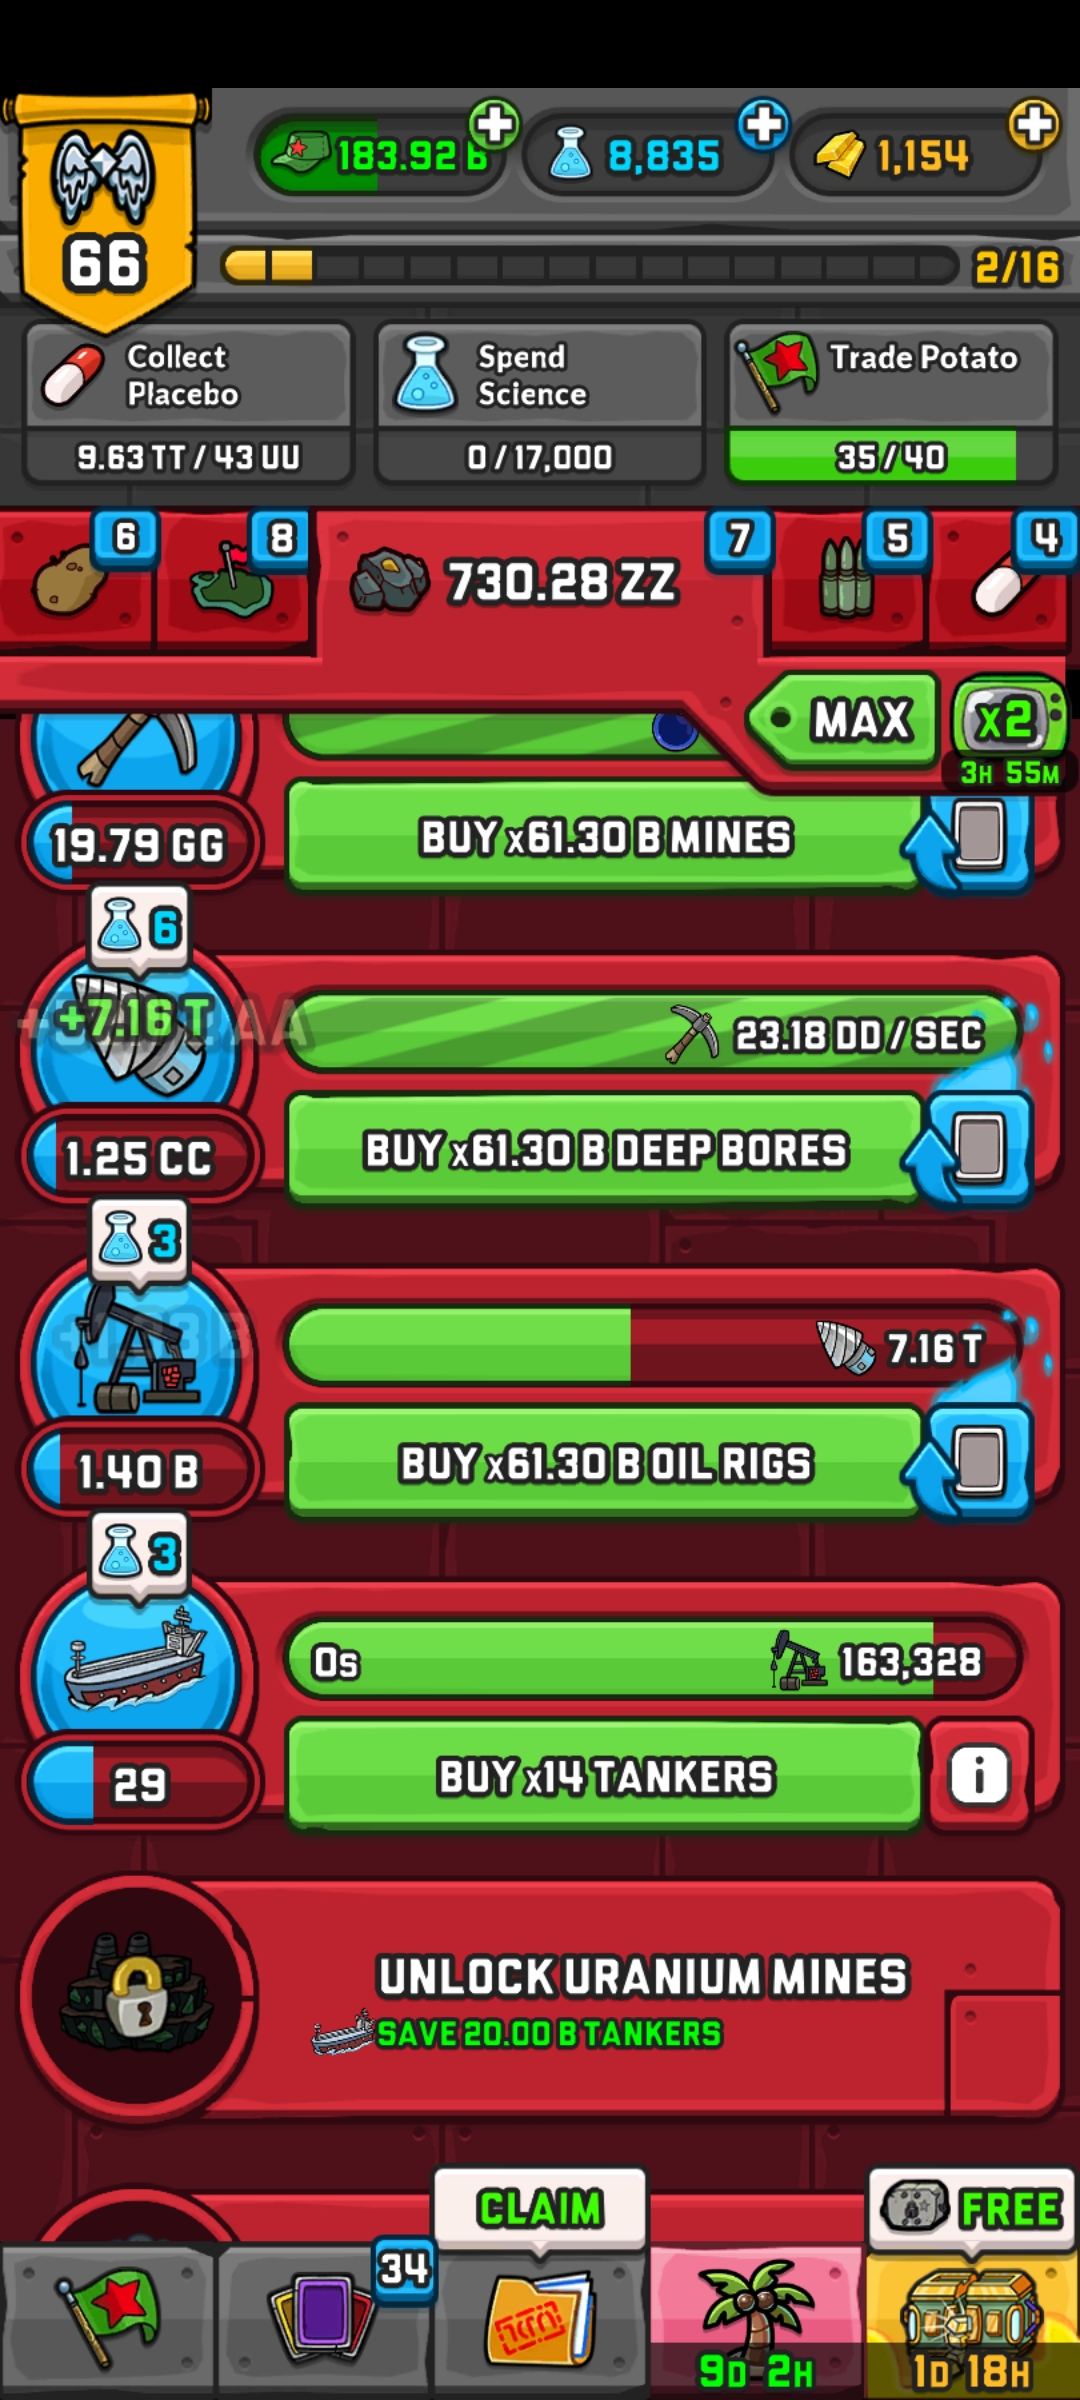 183.92 B
8,835
1,154
66
2/16
Collect
Placebo
Spend
Science
Trade Potato
9.63 TT / 43 UU
0 / 17,000
35 / 40
6
8
730.28 ZZ
7
5
4
MAX
x2
3H 55M
19.79 GG
BUY x61.30 B MINES
6
+7.16 T
AA
23.18 DD / SEC
1.25 CC
BUY x61.30 B DEEP BORES
3
7.16 T
1.40 B
BUY x61.30 B OIL RIGS
3
0s
163,328
29
BUY x14 TANKERS
i
UNLOCK URANIUM MINES
SAVE 20.00 B TANKERS
CLAIM
FREE
34
9D 2H
1D 18H